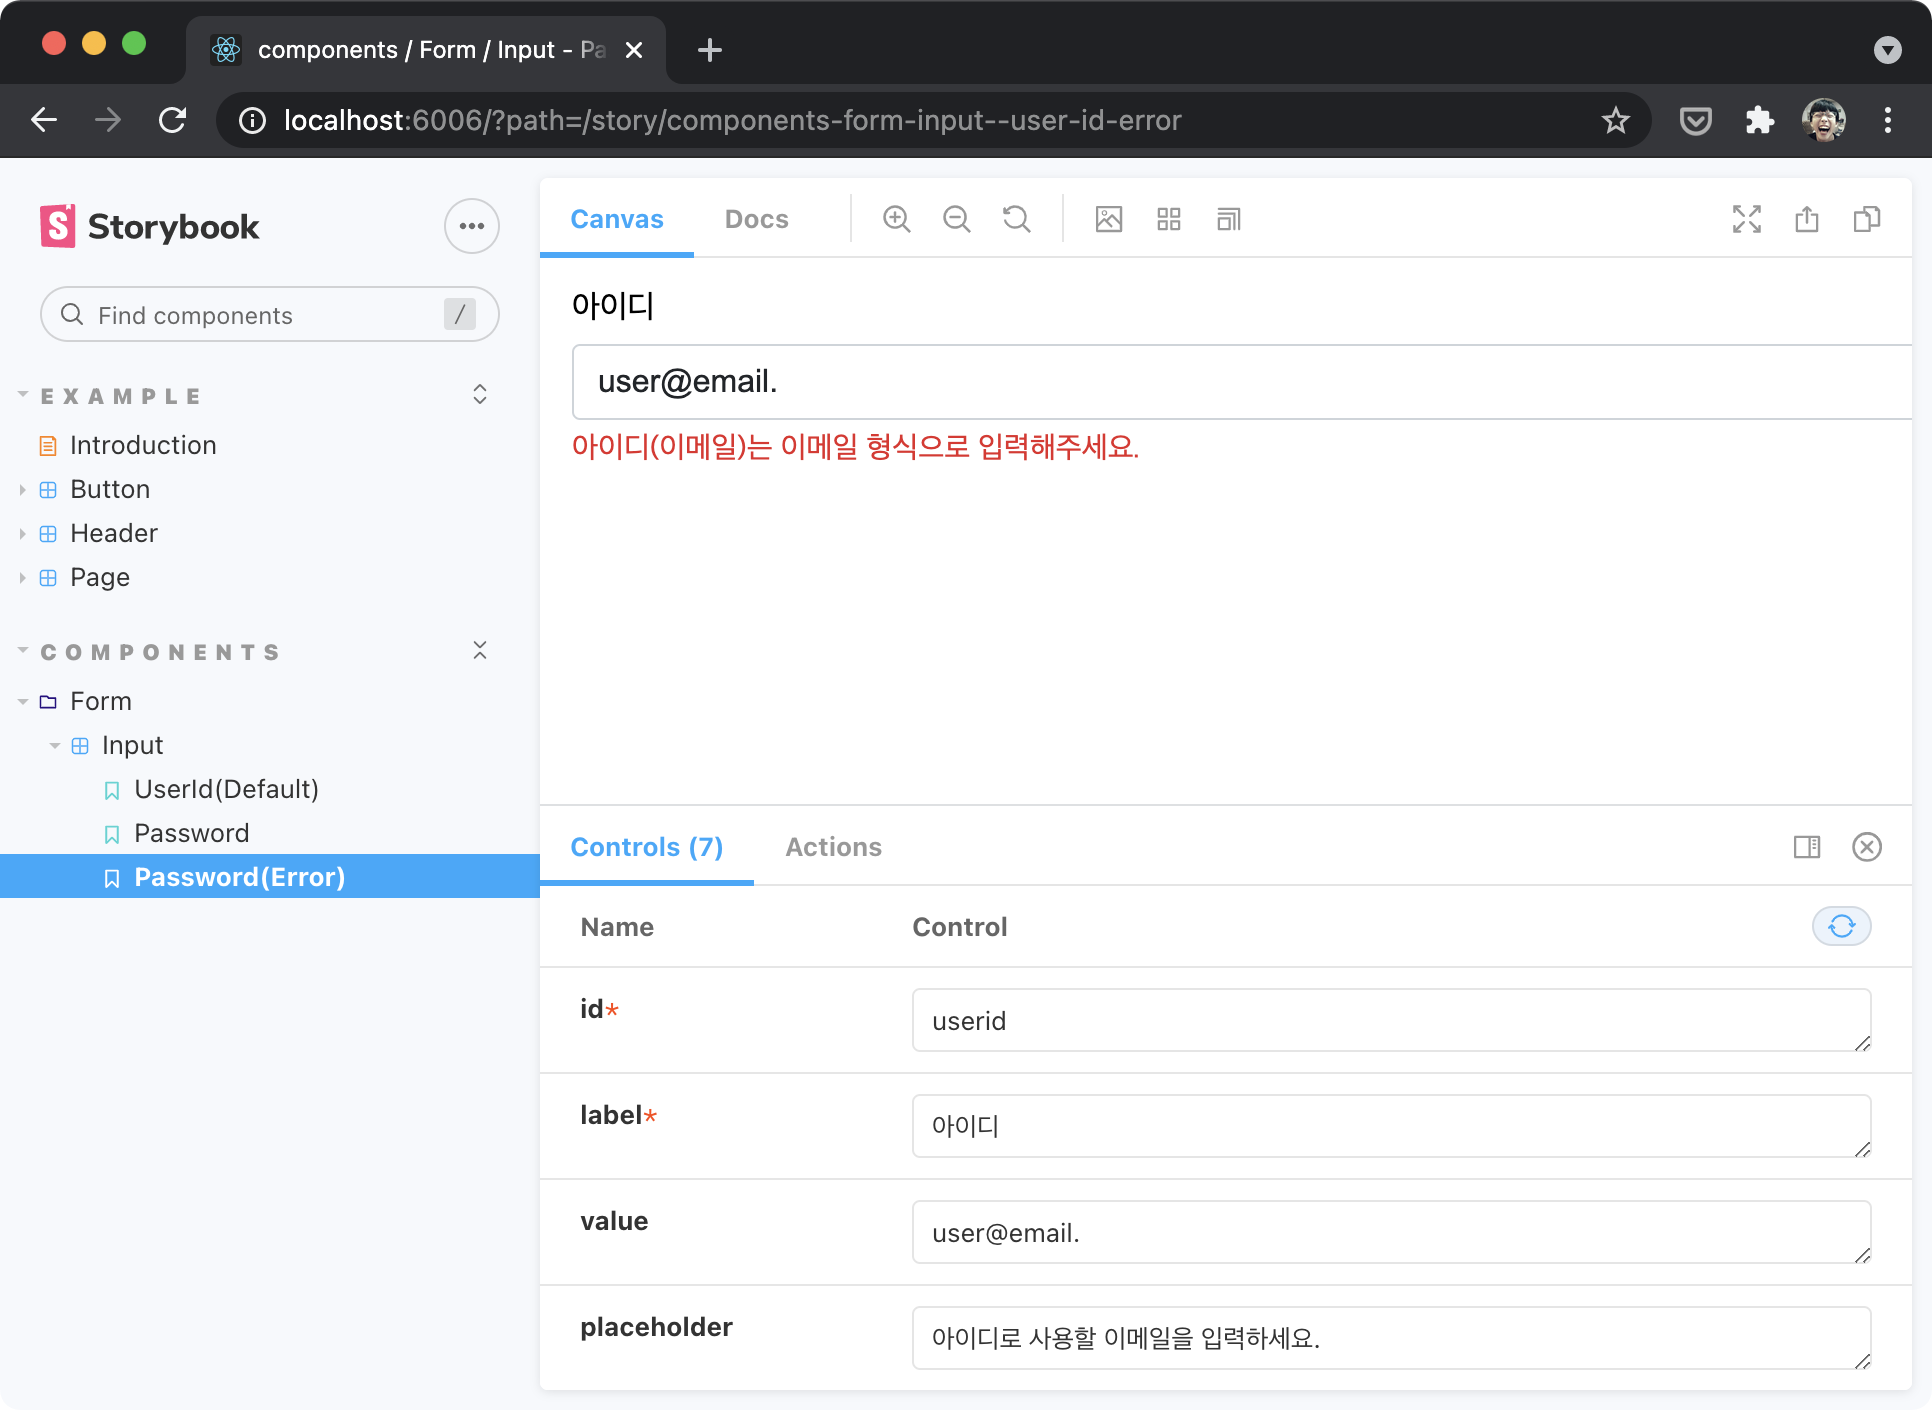 components / Form / Input - Pa
localhost:6006/?path=/story/components-form-input--user-id-error
Storybook
Find components
/
EXAMPLE
Introduction
Button
Header
Page
COMPONENTS
Form
Input
UserId(Default)
Password
Password(Error)
Canvas
Docs
아이디
user@email.
아이디(이메일)는 이메일 형식으로 입력해주세요.
Controls (7)
Actions
Name
Control
id*
userid
label*
아이디
value
user@email.
placeholder
아이디로 사용할 이메일을 입력하세요.